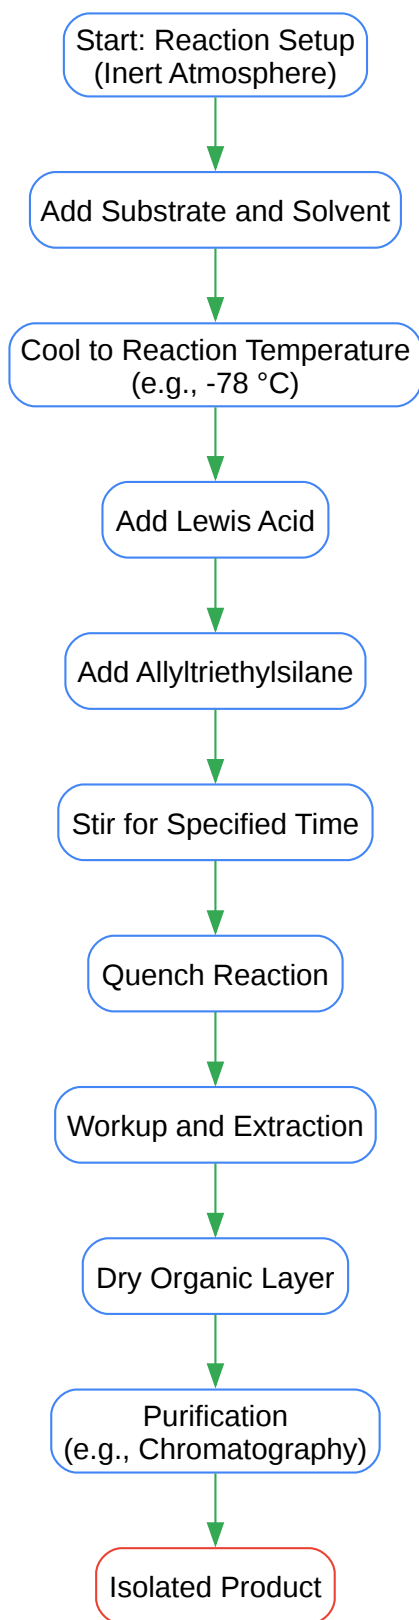 Start: Reaction Setup
(Inert Atmosphere)
Add Substrate and Solvent
Cool to Reaction Temperature
(e.g., -78 °C)
Add Lewis Acid
Add Allyltriethylsilane
Stir for Specified Time
Quench Reaction
Workup and Extraction
Dry Organic Layer
Purification
(e.g., Chromatography)
Isolated Product